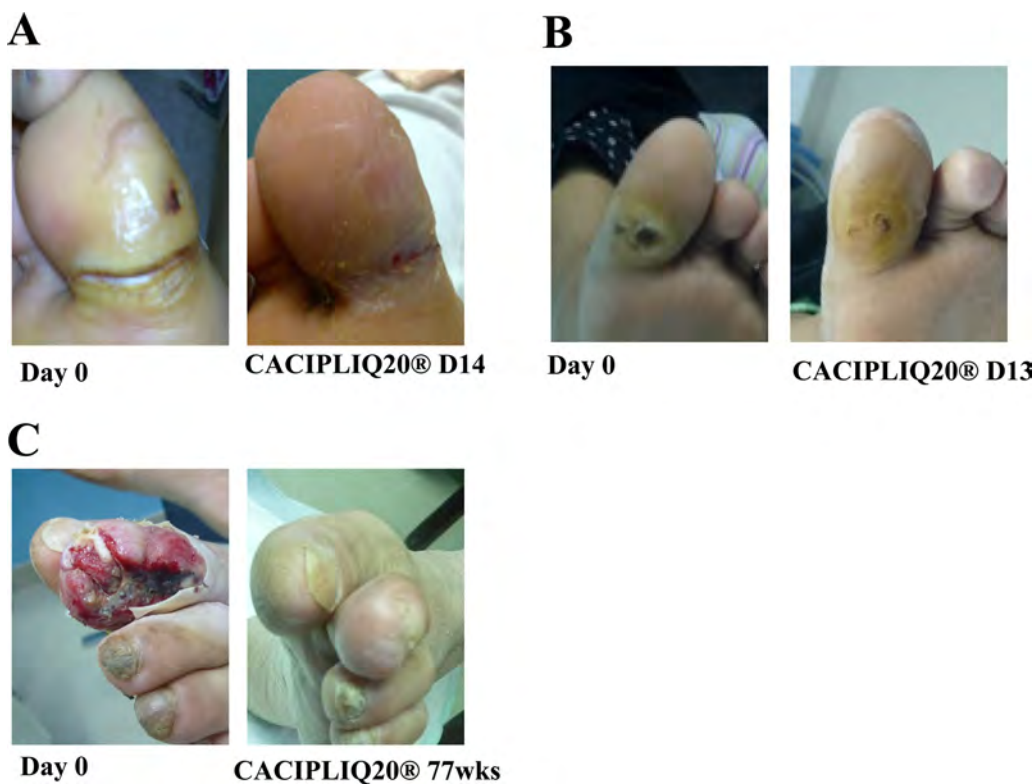 A
B
Day 0
CACIPLIQ20® D14
Day 0
CACIPLIQ20® D13
C
Day 0
CACIPLIQ20® 77wks